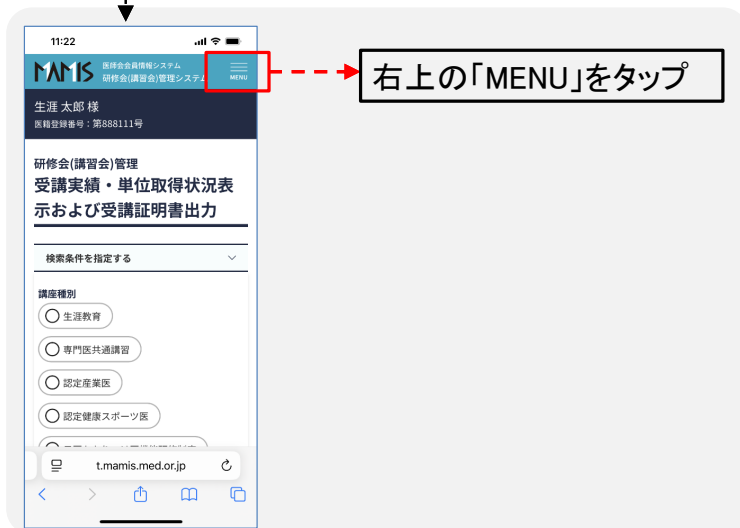 11:22
MAMIS 医師会会員情報システム
研修会(講習会)管理システム
MENU
右上の「MENU」をタップ
生涯 太郎 様
医籍登録番号：第888111号
研修会(講習会)管理
受講実績・単位取得状況表
示および受講証明書出力
検索条件を指定する
講座種別
生涯教育
専門医共通講習
認定産業医
認定健康スポーツ医
t.mamis.med.or.jp